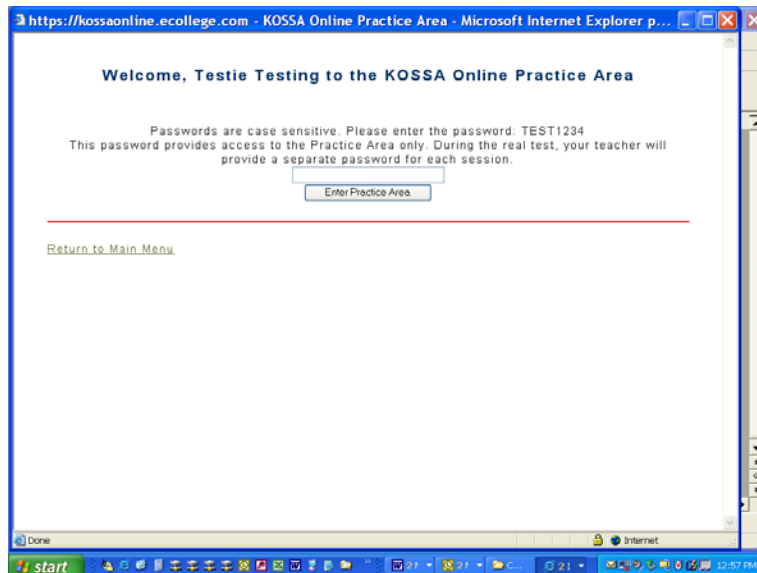 https://kossaonline.ecollege.com - KOSSA Online Practice Area - Microsoft Internet Explorer p...
Welcome, Testie Testing to the KOSSA Online Practice Area
Passwords are case sensitive. Please enter the password: TEST1234
This password provides access to the Practice Area only. During the real test, your teacher will
provide a separate password for each session.
Enter Practice Area
Return to Main Menu
Done
Internet
start
21
21
C...
21
12:57 PM